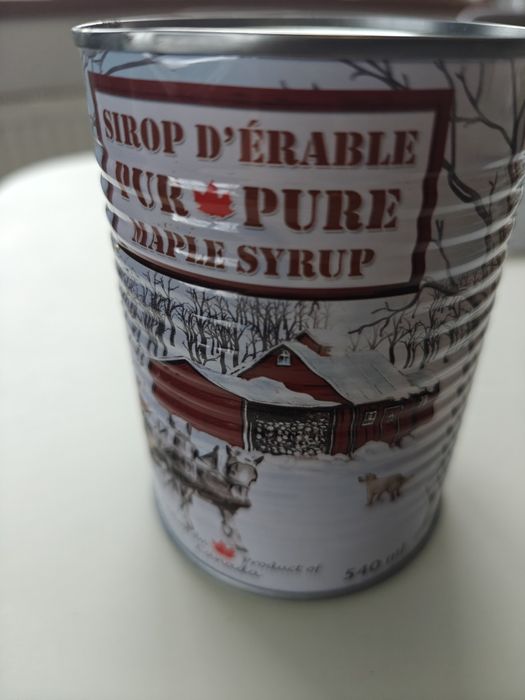 SIROP D'ÉRABLE
PUR PURE
MAPLE SYRUP
Product of
Canada
540 ml